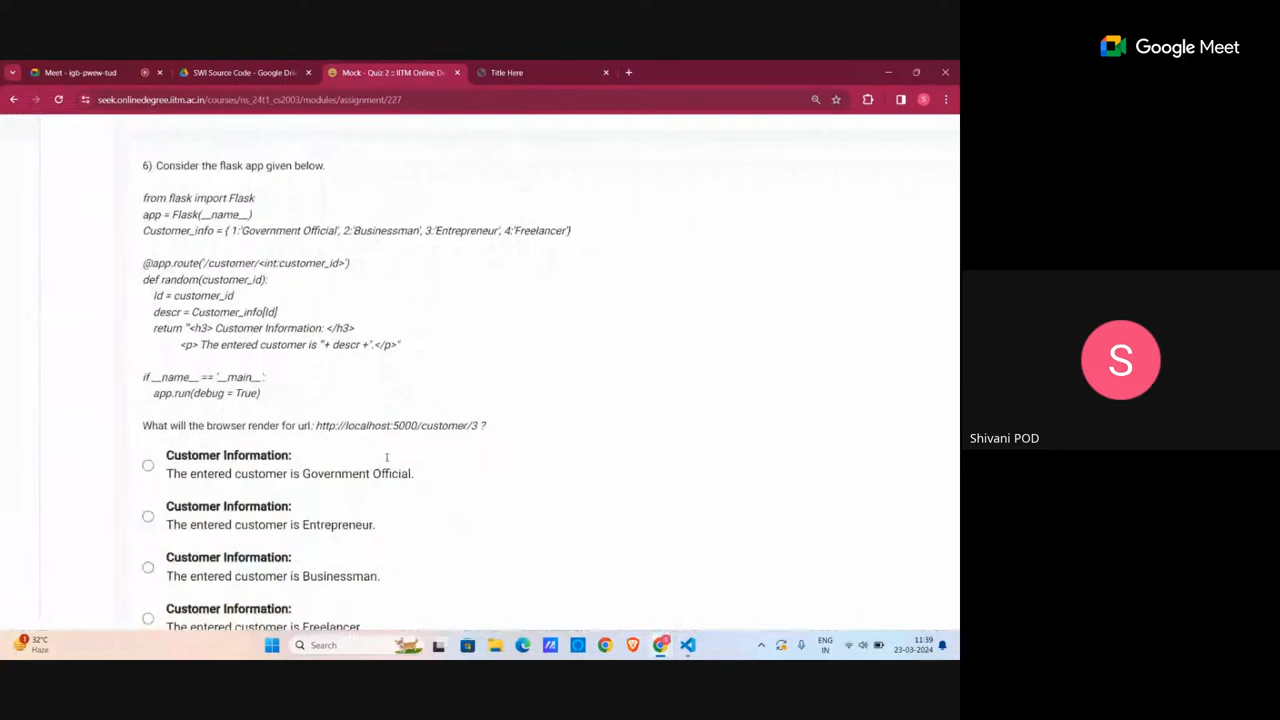 Google Meet
Meet - igb-pwew-tud
SWI Source Code - Google Driv
Mock - Quiz 2 :: IITM Online De
Title Here
seek.onlinedegree.iitm.ac.in/courses/ns_24t1_cs2003/modules/assignment/227
6) Consider the flask app given below.
from flask import Flask
app = Flask(__name__)
Customer_info = { 1:'Government Official', 2:'Businessman', 3:'Entrepreneur', 4:'Freelancer'}
@app.route('/customer/<int:customer_id>')
def random(customer_id):
Id = customer_id
descr = Customer_info[Id]
return "<h3> Customer Information: </h3>
<p> The entered customer is "+ descr +".</p>"
if __name__ == '__main__':
app.run(debug = True)
What will the browser render for url: http://localhost:5000/customer/3 ?
Customer Information:
The entered customer is Government Official.
Customer Information:
The entered customer is Entrepreneur.
Customer Information:
The entered customer is Businessman.
Customer Information:
The entered customer is Freelancer
S
Shivani POD
32°C
Haze
Search
ENG
IN
11:39
23-03-2024